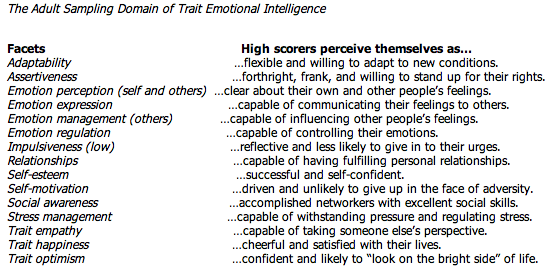 The Adult Sampling Domain of Trait Emotional Intelligence
Facets High scorers perceive themselves as…
Adaptability …flexible and willing to adapt to new conditions.
Assertiveness …forthright, frank, and willing to stand up for their rights.
Emotion perception (self and others) …clear about their own and other people’s feelings.
Emotion expression …capable of communicating their feelings to others.
Emotion management (others) …capable of influencing other people’s feelings.
Emotion regulation …capable of controlling their emotions.
Impulsiveness (low) …reflective and less likely to give in to their urges.
Relationships …capable of having fulfilling personal relationships.
Self-esteem …successful and self-confident.
Self-motivation …driven and unlikely to give up in the face of adversity.
Social awareness …accomplished networkers with excellent social skills.
Stress management …capable of withstanding pressure and regulating stress.
Trait empathy …capable of taking someone else’s perspective.
Trait happiness …cheerful and satisfied with their lives.
Trait optimism …confident and likely to “look on the bright side” of life.